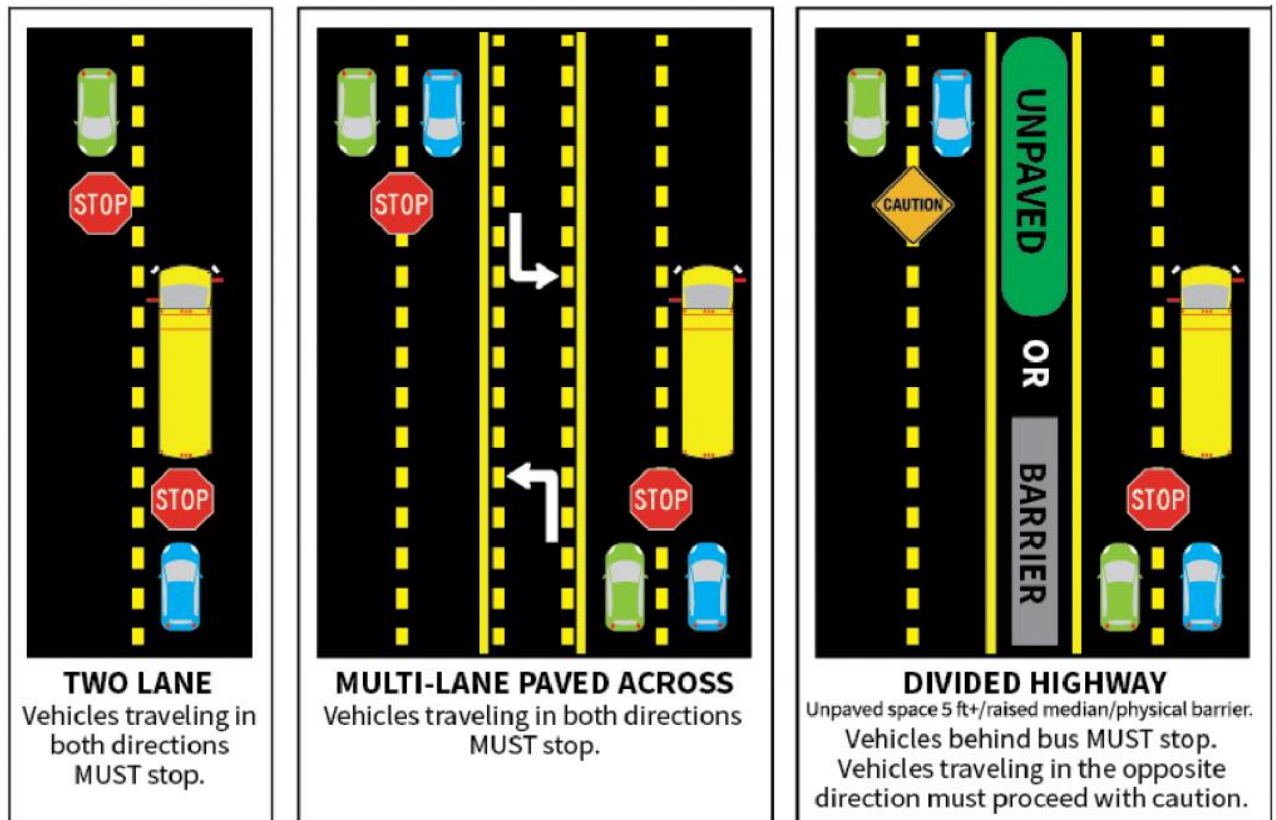 STOP
STOP
TWO LANE
Vehicles traveling in
both directions
MUST stop.
STOP
STOP
MULTI-LANE PAVED ACROSS
Vehicles traveling in both directions
MUST stop.
CAUTION
UNPAVED
OR
BARRIER
STOP
DIVIDED HIGHWAY
Unpaved space 5 ft+/raised median/physical barrier.
Vehicles behind bus MUST stop.
Vehicles traveling in the opposite
direction must proceed with caution.